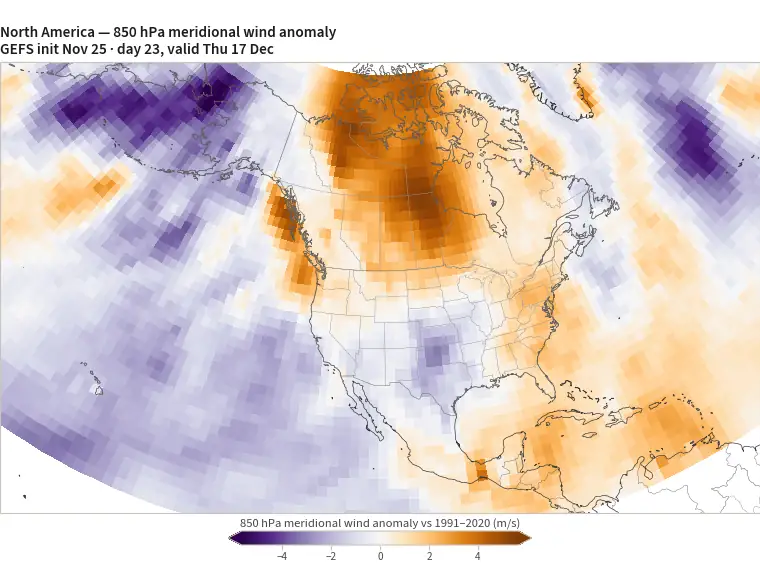 North America — 850 hPa meridional wind anomaly
GEFS init Nov 25 · day 23, valid Thu 17 Dec
850 hPa meridional wind anomaly vs 1991–2020 (m/s)
−4 −2 0 2 4